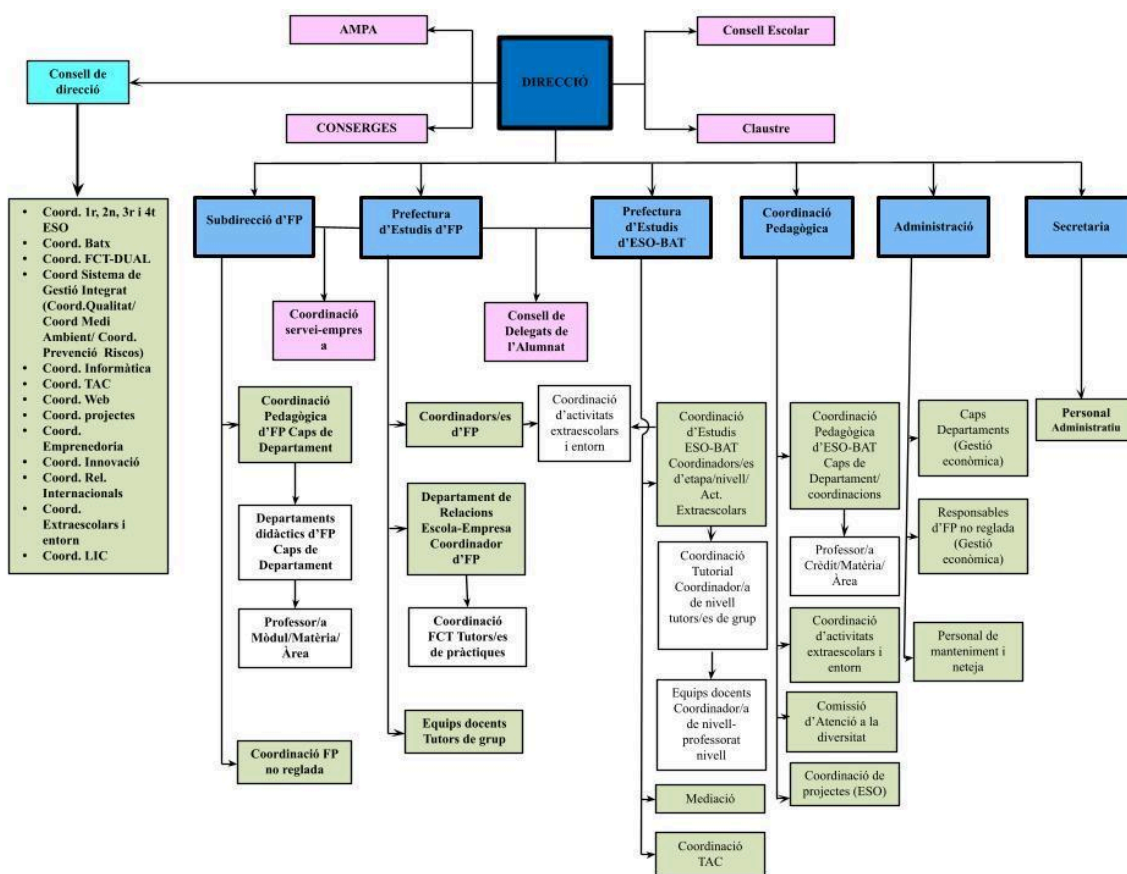 AMPA
Consell Escolar
DIRECCIÓ
Consell de
direcció
CONSERGES
Claustre
• Coord. 1r, 2n, 3r i 4t
ESO
• Coord. Batx
• Coord. FCT-DUAL
• Coord Sistema de
Gestió Integrat
(Coord.Qualitat/
Coord Medi
Ambient/ Coord.
Prevenció Riscos)
• Coord. Informàtica
• Coord. TAC
• Coord. Web
• Coord. projectes
• Coord.
Emprenedoria
• Coord. Innovació
• Coord. Rel.
Internacionals
• Coord.
Extraescolars i
entorn
• Coord. LIC
Subdirecció d'FP
Prefectura
d'Estudis d'FP
Prefectura
d'Estudis
d'ESO-BAT
Coordinació
Pedagògica
Administració
Secretaria
Coordinació
servei-empres
a
Consell de
Delegats de
l'Alumnat
Coordinació
Pedagògica
d'FP Caps de
Departament
Departaments
didàctics d'FP
Caps de
Departament
Professor/a
Mòdul/Matèria/
Àrea
Coordinació FP
no reglada
Coordinadors/es
d'FP
Departament de
Relacions
Escola-Empresa
Coordinador
d'FP
Coordinació
FCT Tutors/es
de pràctiques
Equips docents
Tutors de grup
Coordinació
d'activitats
extraescolars
i entorn
Coordinació
d'Estudis
ESO-BAT
Coordinadors/es
d'etapa/nivell/
Act.
Extraescolars
Coordinació
Tutorial
Coordinador/a
de nivell
tutors/es de grup
Equips docents
Coordinador/a
de nivell-
professorat
nivell
Mediació
Coordinació
TAC
Coordinació
Pedagògica
d'ESO-BAT
Caps de
Departament/
coordinacions
Professor/a
Crèdit/Matèria/
Àrea
Coordinació
d'activitats
extraescolars i
entorn
Comissió
d'Atenció a la
diversitat
Coordinació de
projectes (ESO)
Caps
Departaments
(Gestió
econòmica)
Responsables
d'FP no reglada
(Gestió
econòmica)
Personal de
manteniment i
neteja
Personal
Administratiu